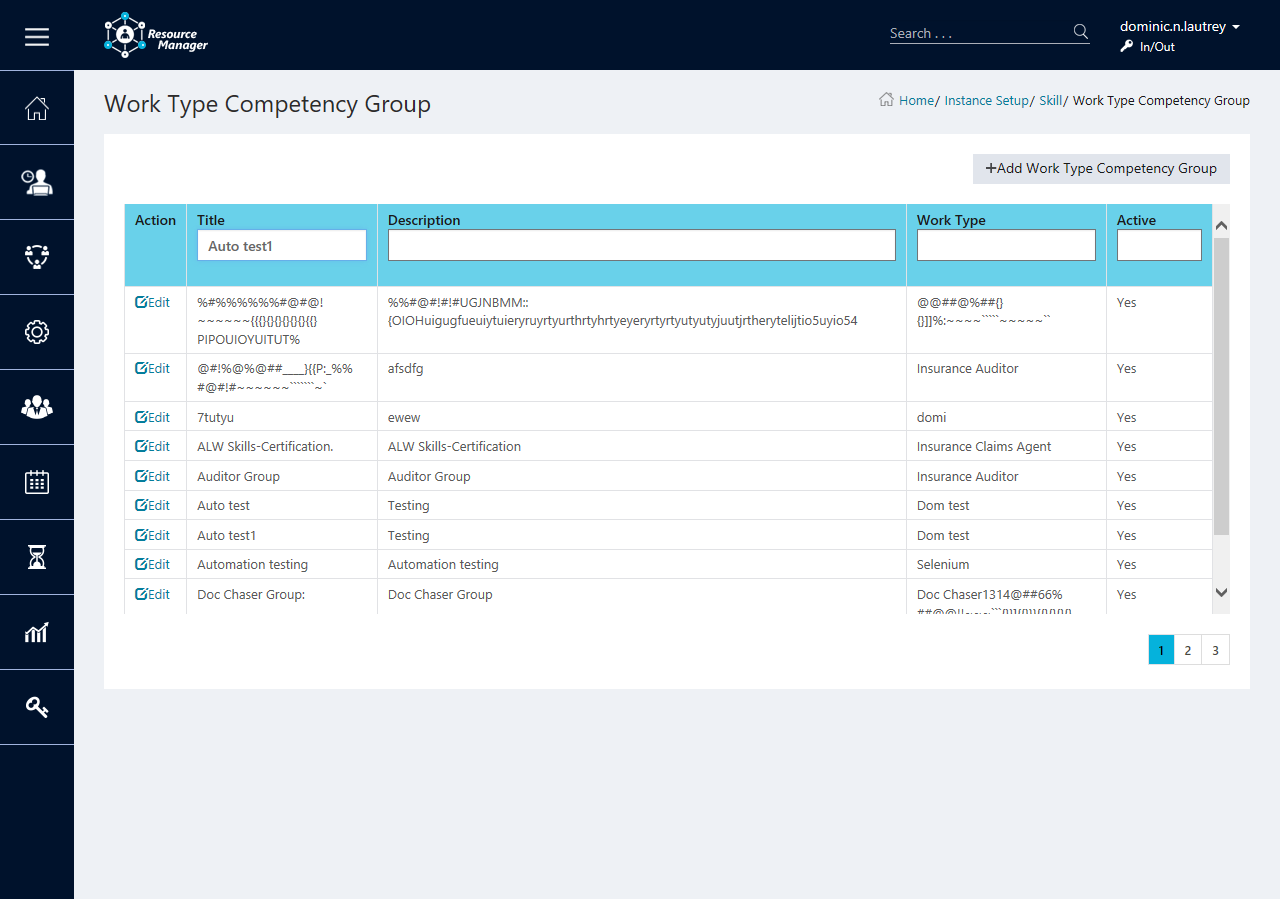 Resource
Manager
Search . . .
dominic.n.lautrey
In/Out
Work Type Competency Group
Home/ Instance Setup/ Skill/ Work Type Competency Group
+Add Work Type Competency Group
Action Title Description Work Type Active
Auto test1
Edit %#%%%%%%#@#@! %%#@#!#!#UGJNBMM:: @@##@%##{} Yes
~~~~~~{{{}{}{}{}{}{}{{}} {OIOHuigugfueuiytuieryruyrtyurthrtyhrtyeyeryrtyrtyutyutyjuutjrtherytelijtio5uyio54 {}]]%:~~~~`````~~~~~``
PIPOUIOYUITUT%
Edit @#!%@%@##____}{{P:_%% afsdfg Insurance Auditor Yes
#@#!#~~~~~~```````~`
Edit 7tutyu ewew domi Yes
Edit ALW Skills-Certification. ALW Skills-Certification Insurance Claims Agent Yes
Edit Auditor Group Auditor Group Insurance Auditor Yes
Edit Auto test Testing Dom test Yes
Edit Auto test1 Testing Dom test Yes
Edit Automation testing Automation testing Selenium Yes
Edit Doc Chaser Group: Doc Chaser Group Doc Chaser1314@##66% Yes
1 2 3